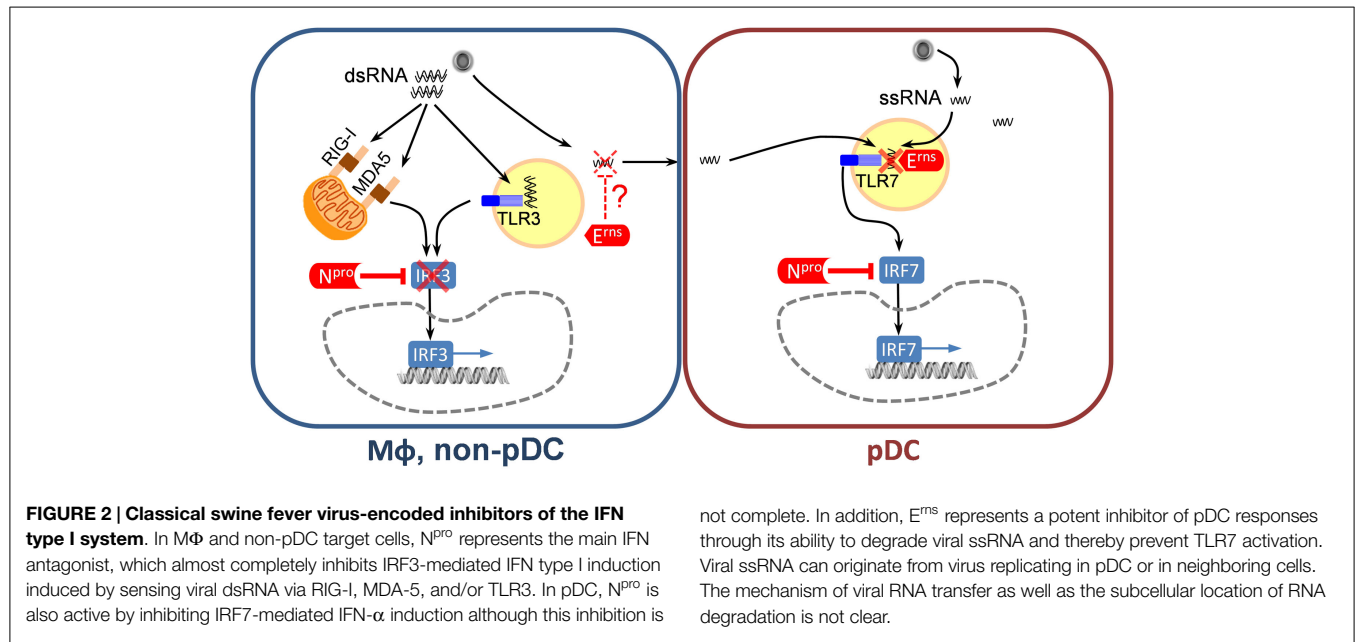 dsRNA
RIG-I
MDA5
TLR3
?
Eʳⁿˢ
Nᵖʳᵒ
IRF3
IRF3
Mφ, non-pDC
ssRNA
Eʳⁿˢ
TLR7
Nᵖʳᵒ
IRF7
IRF7
pDC
FIGURE 2 | Classical swine fever virus-encoded inhibitors of the IFN
type I system. In MΦ and non-pDC target cells, Nᵖʳᵒ represents the main IFN
antagonist, which almost completely inhibits IRF3-mediated IFN type I induction
induced by sensing viral dsRNA via RIG-I, MDA-5, and/or TLR3. In pDC, Nᵖʳᵒ is
also active by inhibiting IRF7-mediated IFN-α induction although this inhibition is
not complete. In addition, Eʳⁿˢ represents a potent inhibitor of pDC responses
through its ability to degrade viral ssRNA and thereby prevent TLR7 activation.
Viral ssRNA can originate from virus replicating in pDC or in neighboring cells.
The mechanism of viral RNA transfer as well as the subcellular location of RNA
degradation is not clear.